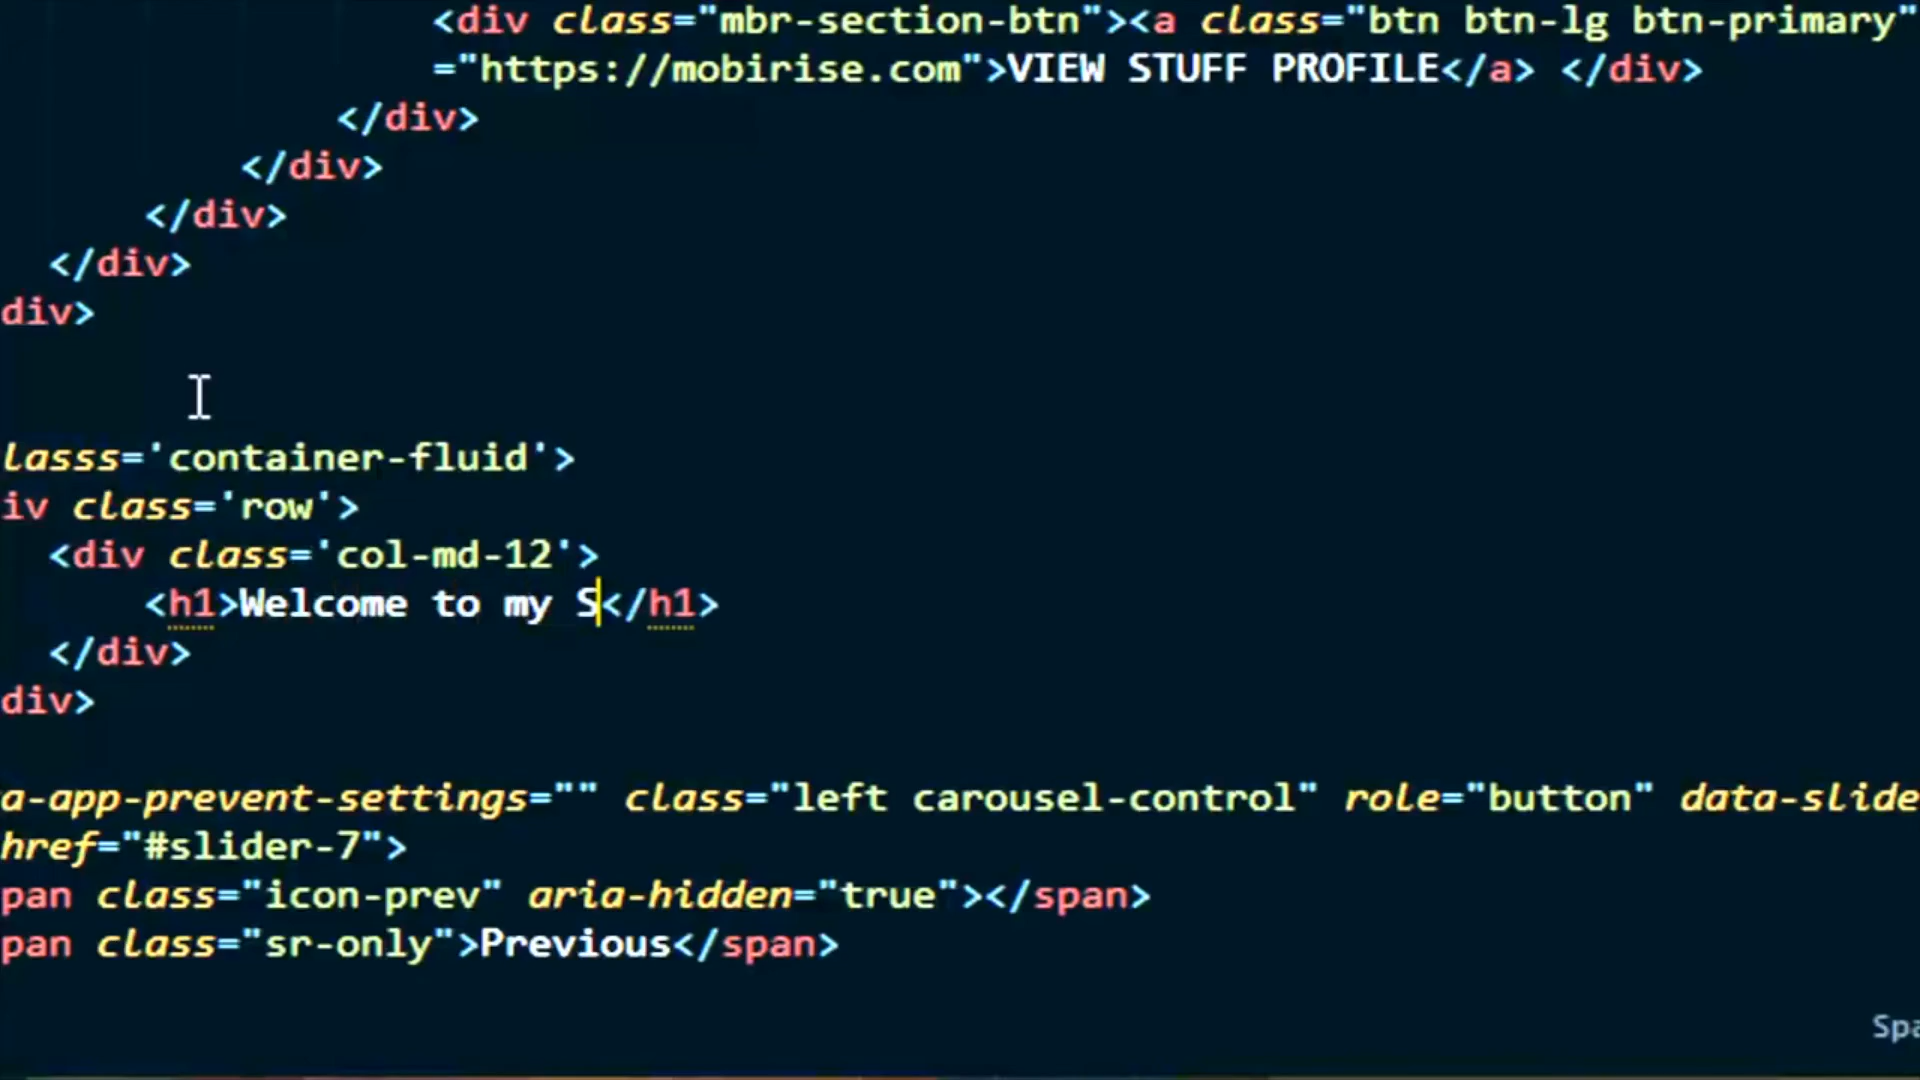 <div class="mbr-section-btn"><a class="btn btn-lg btn-primary"
="https://mobirise.com">VIEW STUFF PROFILE</a> </div>
</div>
</div>
</div>
</div>
div>
lasss='container-fluid'>
iv class='row'>
<div class='col-md-12'>
<h1>Welcome to my S</h1>
</div>
div>
a-app-prevent-settings="" class="left carousel-control" role="button" data-slide
href="#slider-7">
pan class="icon-prev" aria-hidden="true"></span>
pan class="sr-only">Previous</span>
Spa